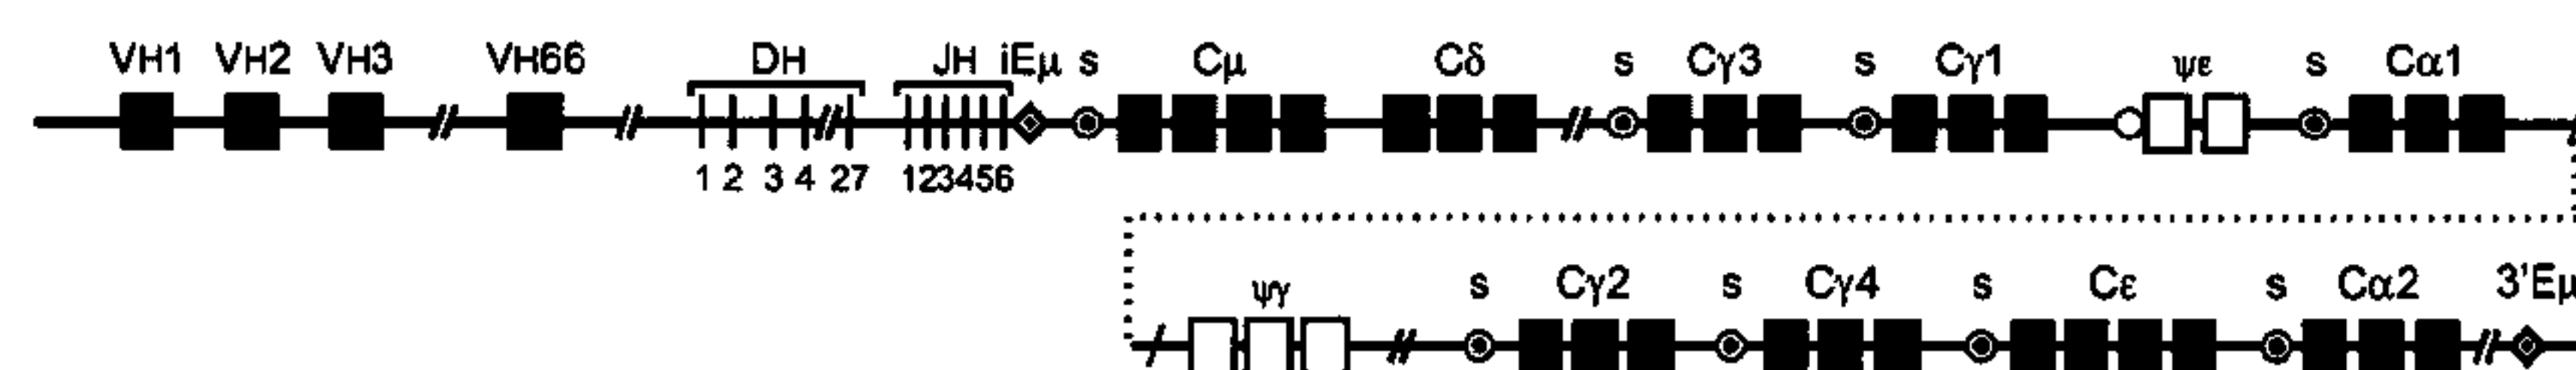 VH1 VH2 VH3 VH66 DH JH iEμ s Cμ Cδ s Cγ3 s Cγ1 ψε s Cα1
1 2 3 4 27 123456
ψγ s Cγ2 s Cγ4 s Cε s Cα2 3'Eμ